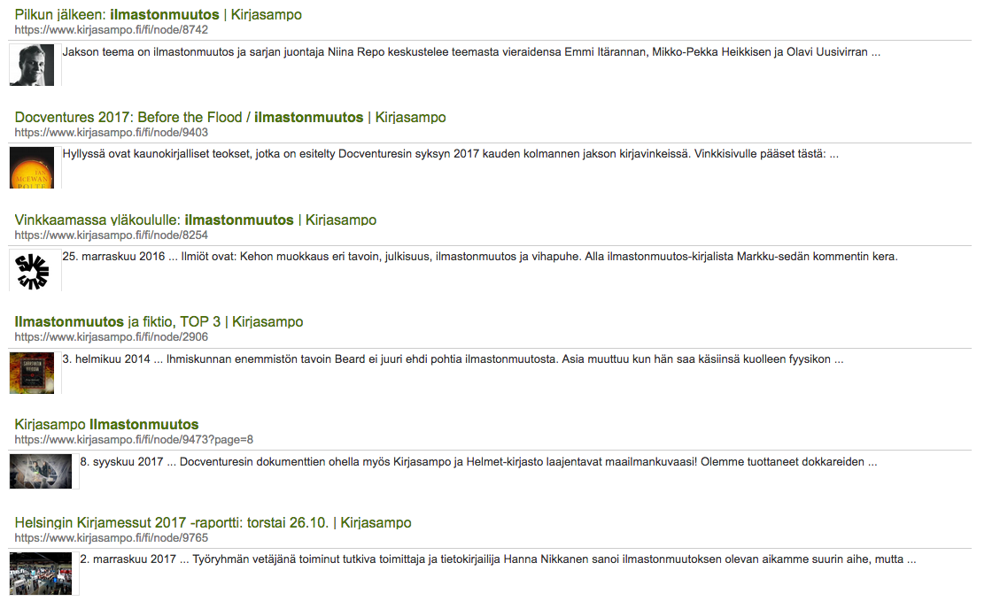 Pilkun jälkeen: ilmastonmuutos | Kirjasampo
https://www.kirjasampo.fi/fi/node/8742
Jakson teema on ilmastonmuutos ja sarjan juontaja Niina Repo keskustelee teemasta vieraidensa Emmi Itärannan, Mikko-Pekka Heikkisen ja Olavi Uusivirran ...
Docventures 2017: Before the Flood / ilmastonmuutos | Kirjasampo
https://www.kirjasampo.fi/fi/node/9403
Hyllyssä ovat kaunokirjalliset teokset, jotka on esitelty Docventuresin syksyn 2017 kauden kolmannen jakson kirjavinkeissä. Vinkkisivulle pääset tästä: ...
IAN
McEWAN
POLTE
Vinkkaamassa yläkoululle: ilmastonmuutos | Kirjasampo
https://www.kirjasampo.fi/fi/node/8254
25. marraskuu 2016 ... Ilmiöt ovat: Kehon muokkaus eri tavoin, julkisuus, ilmastonmuutos ja vihapuhe. Alla ilmastonmuutos-kirjalista Markku-sedän kommentin kera.
Ilmastonmuutos ja fiktio, TOP 3 | Kirjasampo
https://www.kirjasampo.fi/fi/node/2906
3. helmikuu 2014 ... Ihmiskunnan enemmistön tavoin Beard ei juuri ehdi pohtia ilmastonmuutosta. Asia muuttuu kun hän saa käsiinsä kuolleen fyysikon ...
Kirjasampo Ilmastonmuutos
https://www.kirjasampo.fi/fi/node/9473?page=8
8. syyskuu 2017 ... Docventuresin dokumenttien ohella myös Kirjasampo ja Helmet-kirjasto laajentavat maailmankuvaasi! Olemme tuottaneet dokkareiden ...
Helsingin Kirjamessut 2017 -raportti: torstai 26.10. | Kirjasampo
https://www.kirjasampo.fi/fi/node/9765
2. marraskuu 2017 ... Työryhmän vetäjänä toiminut tutkiva toimittaja ja tietokirjailija Hanna Nikkanen sanoi ilmastonmuutoksen olevan aikamme suurin aihe, mutta ...